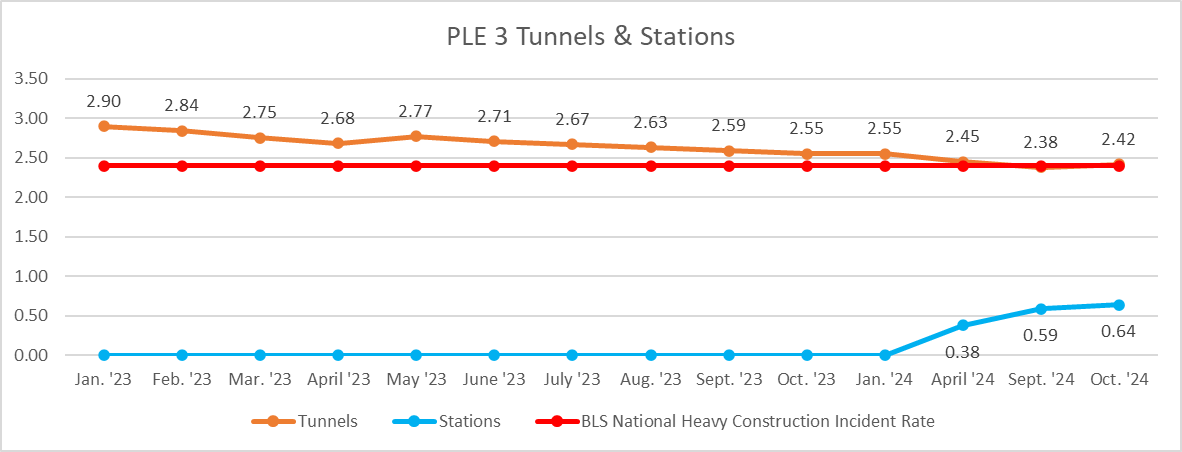 PLE 3 Tunnels & Stations
3.50
3.00
2.50
2.00
1.50
1.00
0.50
0.00
2.90 2.84 2.75 2.68 2.77 2.71 2.67 2.63 2.59 2.55 2.55 2.45 2.38 2.42
0.38 0.59 0.64
Jan. '23 Feb. '23 Mar. '23 April '23 May '23 June '23 July '23 Aug. '23 Sept. '23 Oct. '23 Jan. '24 April '24 Sept. '24 Oct. '24
Tunnels Stations BLS National Heavy Construction Incident Rate